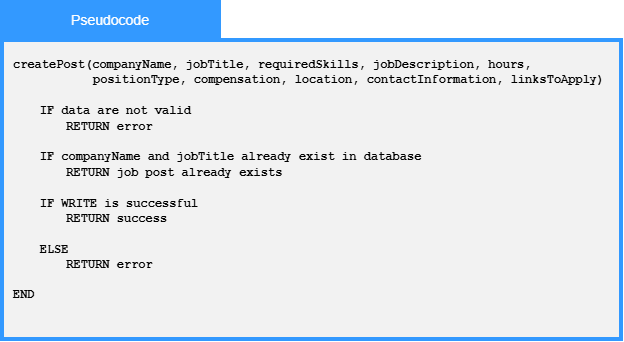 Pseudocode
createPost(companyName, jobTitle, requiredSkills, jobDescription, hours,
positionType, compensation, location, contactInformation, linksToApply)
IF data are not valid
RETURN error
IF companyName and jobTitle already exist in database
RETURN job post already exists
IF WRITE is successful
RETURN success
ELSE
RETURN error
END